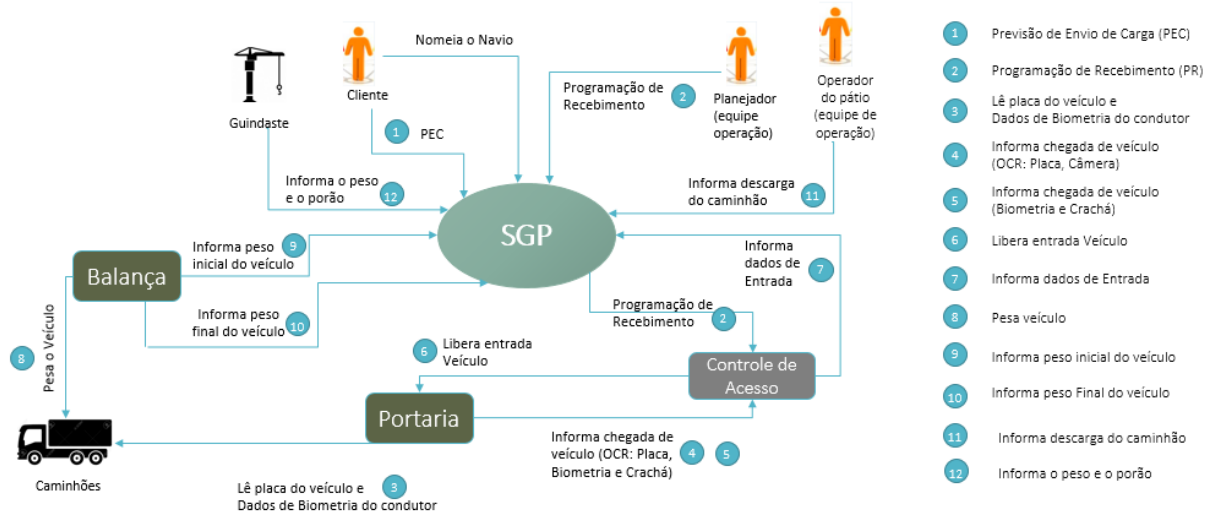 Nomeia o Navio
Cliente
Guindaste
1
PEC
Programação de
Recebimento
2
Planejador
(equipe
operação)
Operador
do pátio
(equipe de
operação)
Informa o peso
e o porão
12
Informa descarga
do caminhão
11
SGP
Balança
Informa peso
inicial do veículo
9
Informa peso
final do veículo
10
Informa
dados de
Entrada
7
Programação de
Recebimento
2
8
Pesa o Veículo
6
Libera entrada
Veículo
Controle de
Acesso
Portaria
Caminhões
Informa chegada de
veículo (OCR: Placa,
Biometria e Crachá)
4
5
Lê placa do veículo e
Dados de Biometria do condutor
3
1 Previsão de Envio de Carga (PEC)
2 Programação de Recebimento (PR)
3 Lê placa do veículo e
Dados de Biometria do condutor
4 Informa chegada de veículo
(OCR: Placa, Câmera)
5 Informa chegada de veículo
(Biometria e Crachá)
6 Libera entrada Veículo
7 Informa dados de Entrada
8 Pesa veículo
9 Informa peso inicial do veículo
10 Informa peso Final do veículo
11 Informa descarga do caminhão
12 Informa o peso e o porão